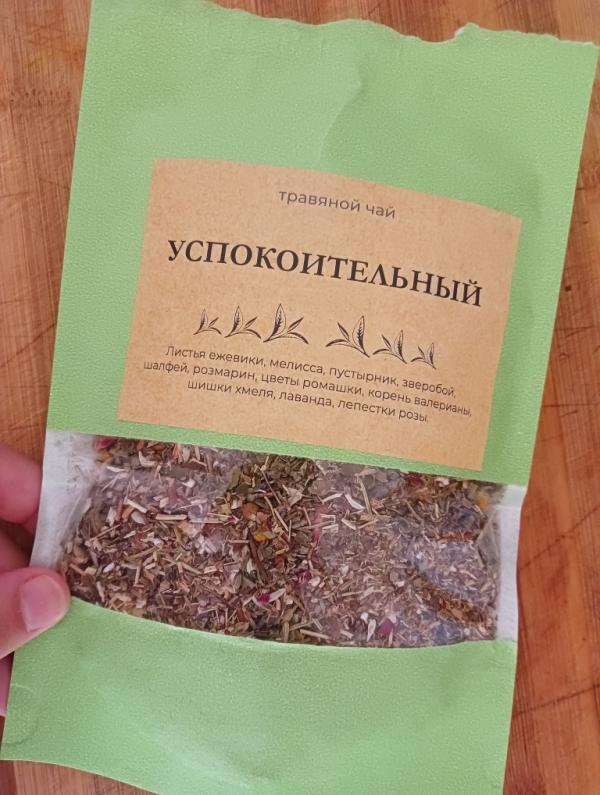 травяной чай
УСПОКОИТЕЛЬНЫЙ
Листья ежевики, мелисса, пустырник, зверобой,
шалфей, розмарин, цветы ромашки, корень валерианы,
шишки хмеля, лаванда, лепестки розы.